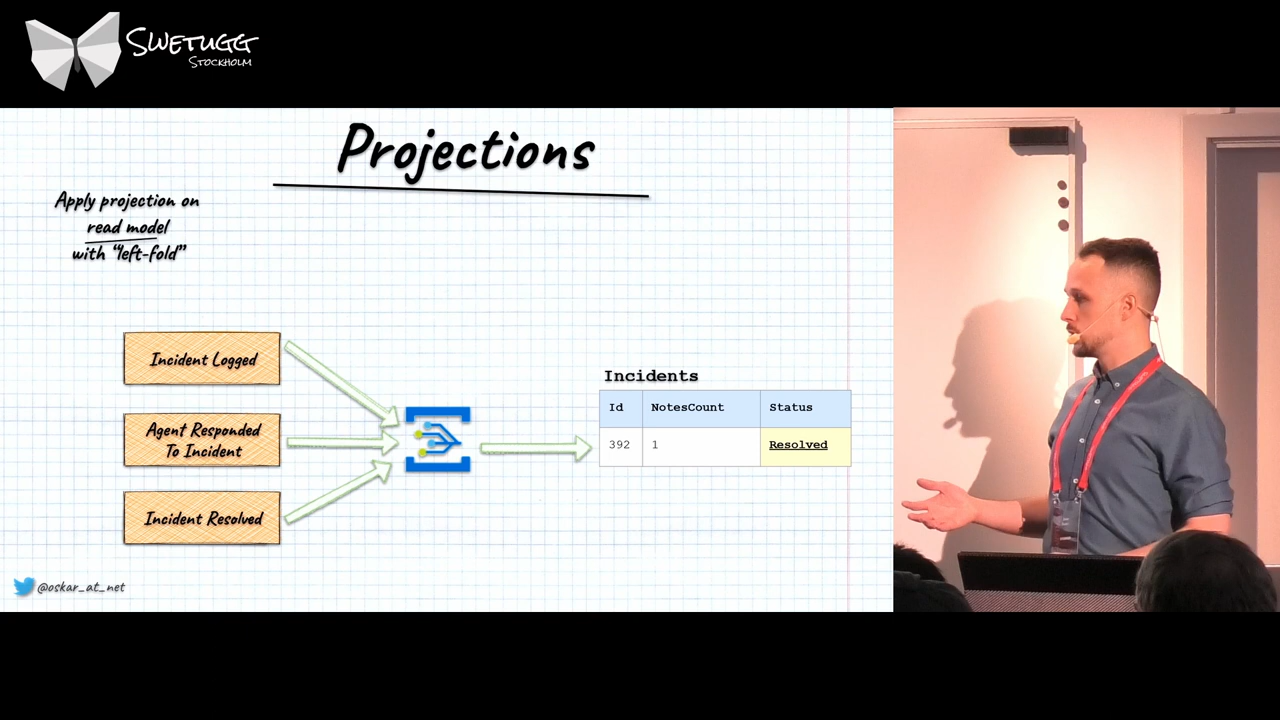 SWETUGG
STOCKHOLM
Projections
Apply projection on
read model
with “left-fold”
Incident Logged
Agent Responded
To Incident
Incident Resolved
Incidents
Id NotesCount Status
392 1 Resolved
@oskar_at_net